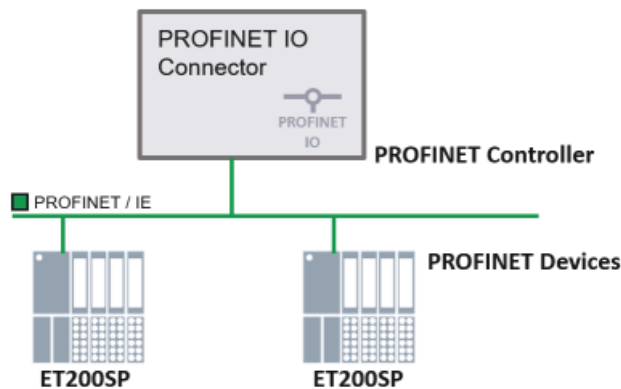 PROFINET IO
Connector
PROFINET
IO
PROFINET Controller
PROFINET / IE
PROFINET Devices
ET200SP
ET200SP